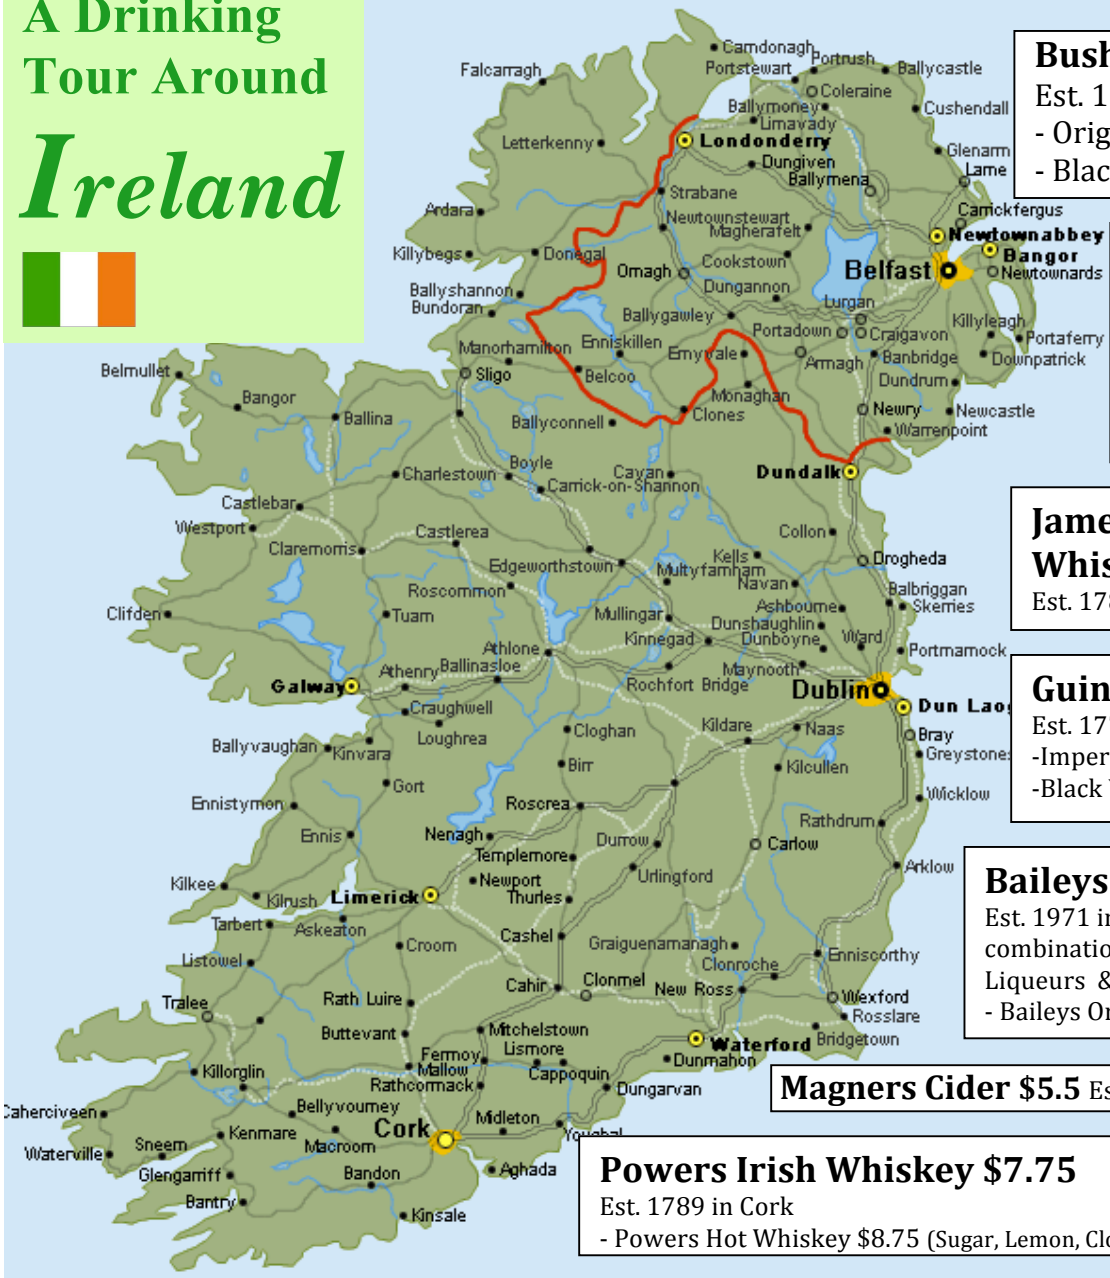 A Drinking
Tour Around
Ireland
Bush
Est. 1
- Orig
- Blac
Carndonagh
Portrush
Falcarragh
Portstewart
Ballycastle
Coleraine
Ballymoney
Cushendall
Limavady
Letterkenny
Londonderry
Glenarm
Dungiven
Larne
Ballymena
Strabane
Ardara
Carrickfergus
Newtownstewart
Magherafelt
Newtownabbey
Killybegs
Donegal
Bangor
Omagh
Cookstown
Belfast
Newtownards
Ballyshannon
Dungannon
Bundoran
Lurgan
Ballygawley
Killyleagh
Portadown
Craigavon
Portaferry
Manorhamilton
Enniskillen
Emyvale
Banbridge
Downpatrick
Belmullet
Sligo
Belcoo
Armagh
Dundrum
Bangor
Monaghan
Ballina
Ballyconnell
Clones
Newry
Newcastle
Warrenpoint
Charlestown
Boyle
Cavan
Dundalk
Carrick-on-Shannon
Castlebar
Westport
Castlerea
Collon
Claremorris
Edgeworthstown
Kells
Drogheda
Multyfarnham
Navan
Roscommon
Balbriggan
Clifden
Tuam
Mullingar
Ashbourne
Skerries
Dunshaughlin
Kinnegad
Dunboyne
Ward
Athlone
Portmarnock
Athenry
Ballinasloe
Maynooth
Galway
Rochfort Bridge
Dublin
Craughwell
Dun Laog
Loughrea
Cloghan
Kildare
Naas
Bray
Ballyvaughan
Kinvara
Greystones
Birr
Kilcullen
Gort
Wicklow
Ennistymon
Roscrea
Rathdrum
Ennis
Nenagh
Durrow
Carlow
Templemore
Arklow
Kilkee
Newport
Urlingford
Kilrush
Limerick
Thurles
Tarbert
Askeaton
Cashel
Graiguenamanagh
Croom
Enniscorthy
Listowel
Clonroche
Cahir
Clonmel
New Ross
Tralee
Rath Luire
Wexford
Rosslare
Buttevant
Mitchelstown
Waterford
Bridgetown
Fermoy
Lismore
Dunmahon
Killorglin
Mallow
Cappoquin
Rathcormack
Dungarvan
Caherciveen
Bellyvourney
Midleton
Cork
Youghal
Kenmare
Sneem
Macroom
Waterville
Glengarriff
Bandon
Aghada
Bantry
Kinsale
Jame
Whis
Est. 178
Guin
Est. 17
-Imper
-Black
Baileys
Est. 1971 in
combinatio
Liqueurs &
- Baileys Or
Magners Cider $5.5 Es
Powers Irish Whiskey $7.75
Est. 1789 in Cork
- Powers Hot Whiskey $8.75 (Sugar, Lemon, Clo